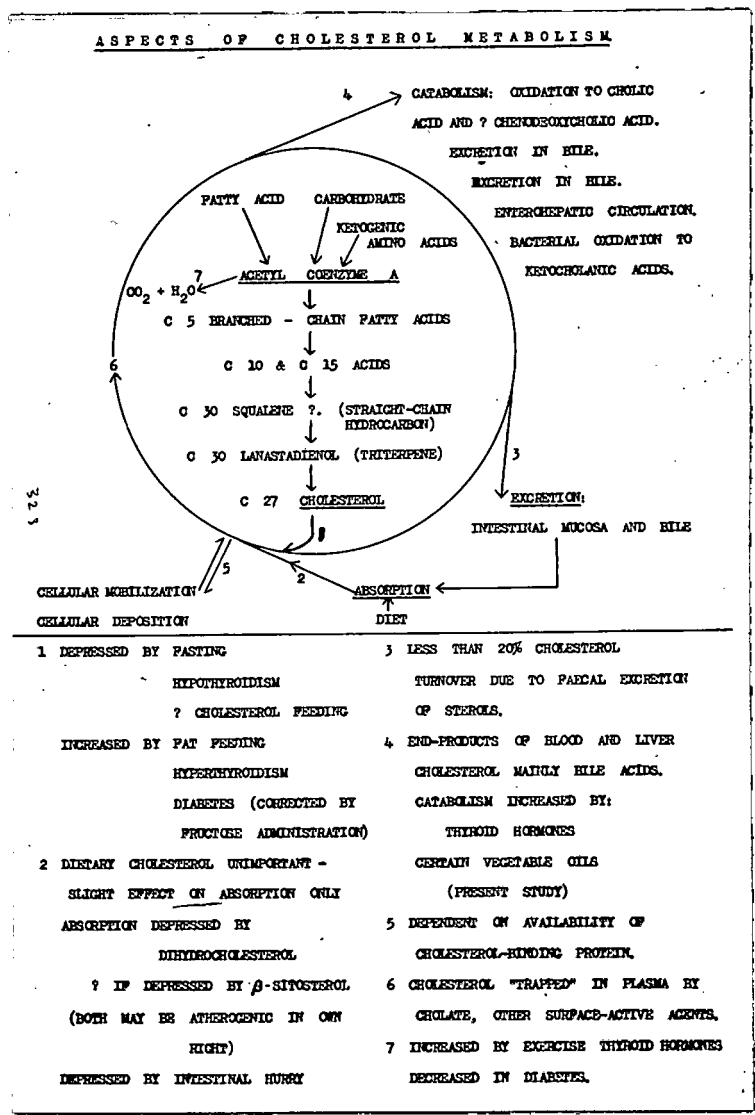 ASPECTS OF CHOLESTEROL METABOLISM
4
CATABOLISM: OXIDATION TO CHOLIC
ACID AND ? CHENODEOXYCHOLIC ACID.
EXCRETION IN BILE.
EXCRETION IN BILE.
ENTEROHEPATIC CIRCULATION.
BACTERIAL OXIDATION TO
KETOCHOLANIC ACIDS.
FATTY ACID CARBOHYDRATE
KETOGENIC
AMINO ACIDS
7 ACETYL COENZYME A
CO2 + H2O
C 5 BRANCHED - CHAIN FATTY ACIDS
6
C 10 & C 15 ACIDS
C 30 SQUALENE ?. (STRAIGHT-CHAIN
HYDROCARBON)
C 30 LANASTADIENOL (TRITERPENE)
3
C 27 CHOLESTEROL
323
EXCRETION:
INTESTINAL MUCOSA AND BILE
1
5
2
CELLULAR MOBILIZATION
ABSORPTION
CELLULAR DEPOSITION
DIET
1 DEPRESSED BY FASTING
HYPOTHYROIDISM
? CHOLESTEROL FEEDING
INCREASED BY FAT FEEDING
HYPERTHYROIDISM
DIABETES (CORRECTED BY
FRUCTOSE ADMINISTRATION)
2 DIETARY CHOLESTEROL UNIMPORTANT -
SLIGHT EFFECT ON ABSORPTION ONLY
ABSORPTION DEPRESSED BY
DIHYDROCHOLESTEROL
? IF DEPRESSED BY β-SITOSTEROL
(BOTH MAY BE ATHEROGENIC IN OWN
RIGHT)
DEPRESSED BY INTESTINAL HURRY
3 LESS THAN 20% CHOLESTEROL
TURNOVER DUE TO FAECAL EXCRETION
OF STEROLS.
4 END-PRODUCTS OF BLOOD AND LIVER
CHOLESTEROL MAINLY BILE ACIDS.
CATABOLISM INCREASED BY:
THYROID HORMONES
CERTAIN VEGETABLE OILS
(PRESENT STUDY)
5 DEPENDENT ON AVAILABILITY OF
CHOLESTEROL-BINDING PROTEIN.
6 CHOLESTEROL "TRAPPED" IN PLASMA BY
CHOLATE, OTHER SURFACE-ACTIVE AGENTS.
7 INCREASED BY EXERCISE THYROID HORMONES
DECREASED IN DIABETES.